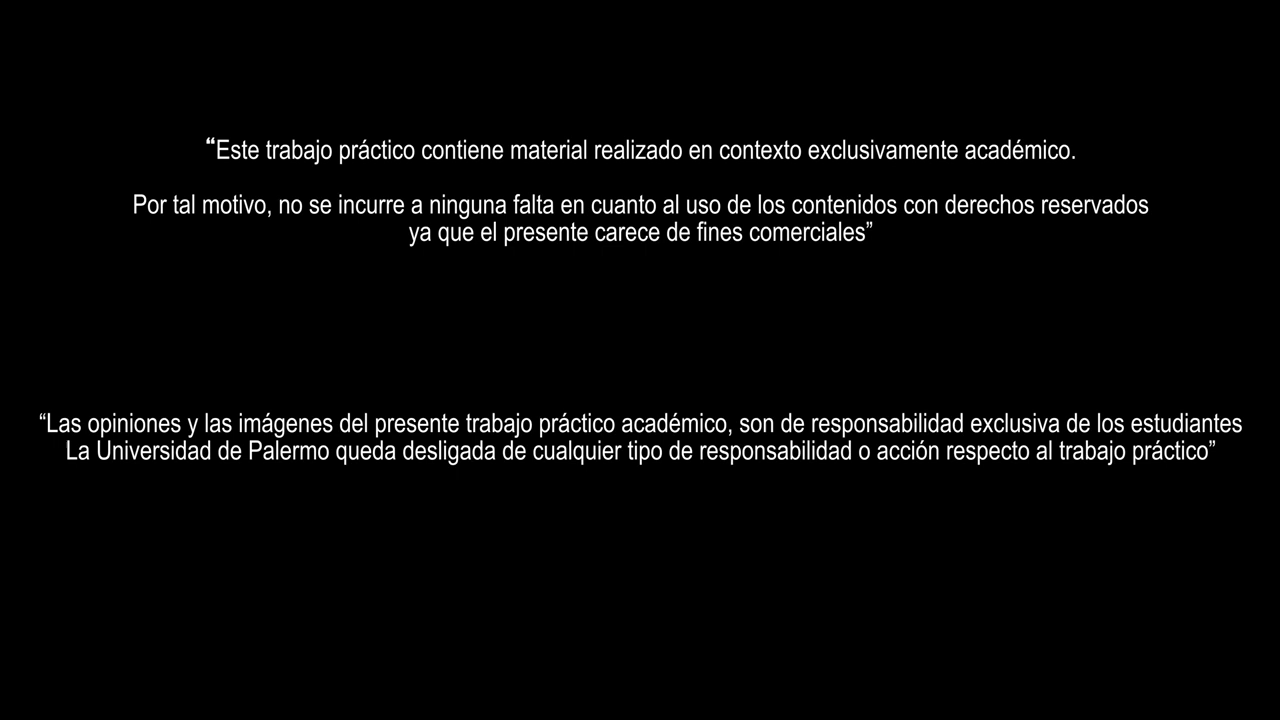 “Este trabajo práctico contiene material realizado en contexto exclusivamente académico.
Por tal motivo, no se incurre a ninguna falta en cuanto al uso de los contenidos con derechos reservados
ya que el presente carece de fines comerciales”
“Las opiniones y las imágenes del presente trabajo práctico académico, son de responsabilidad exclusiva de los estudiantes
La Universidad de Palermo queda desligada de cualquier tipo de responsabilidad o acción respecto al trabajo práctico”